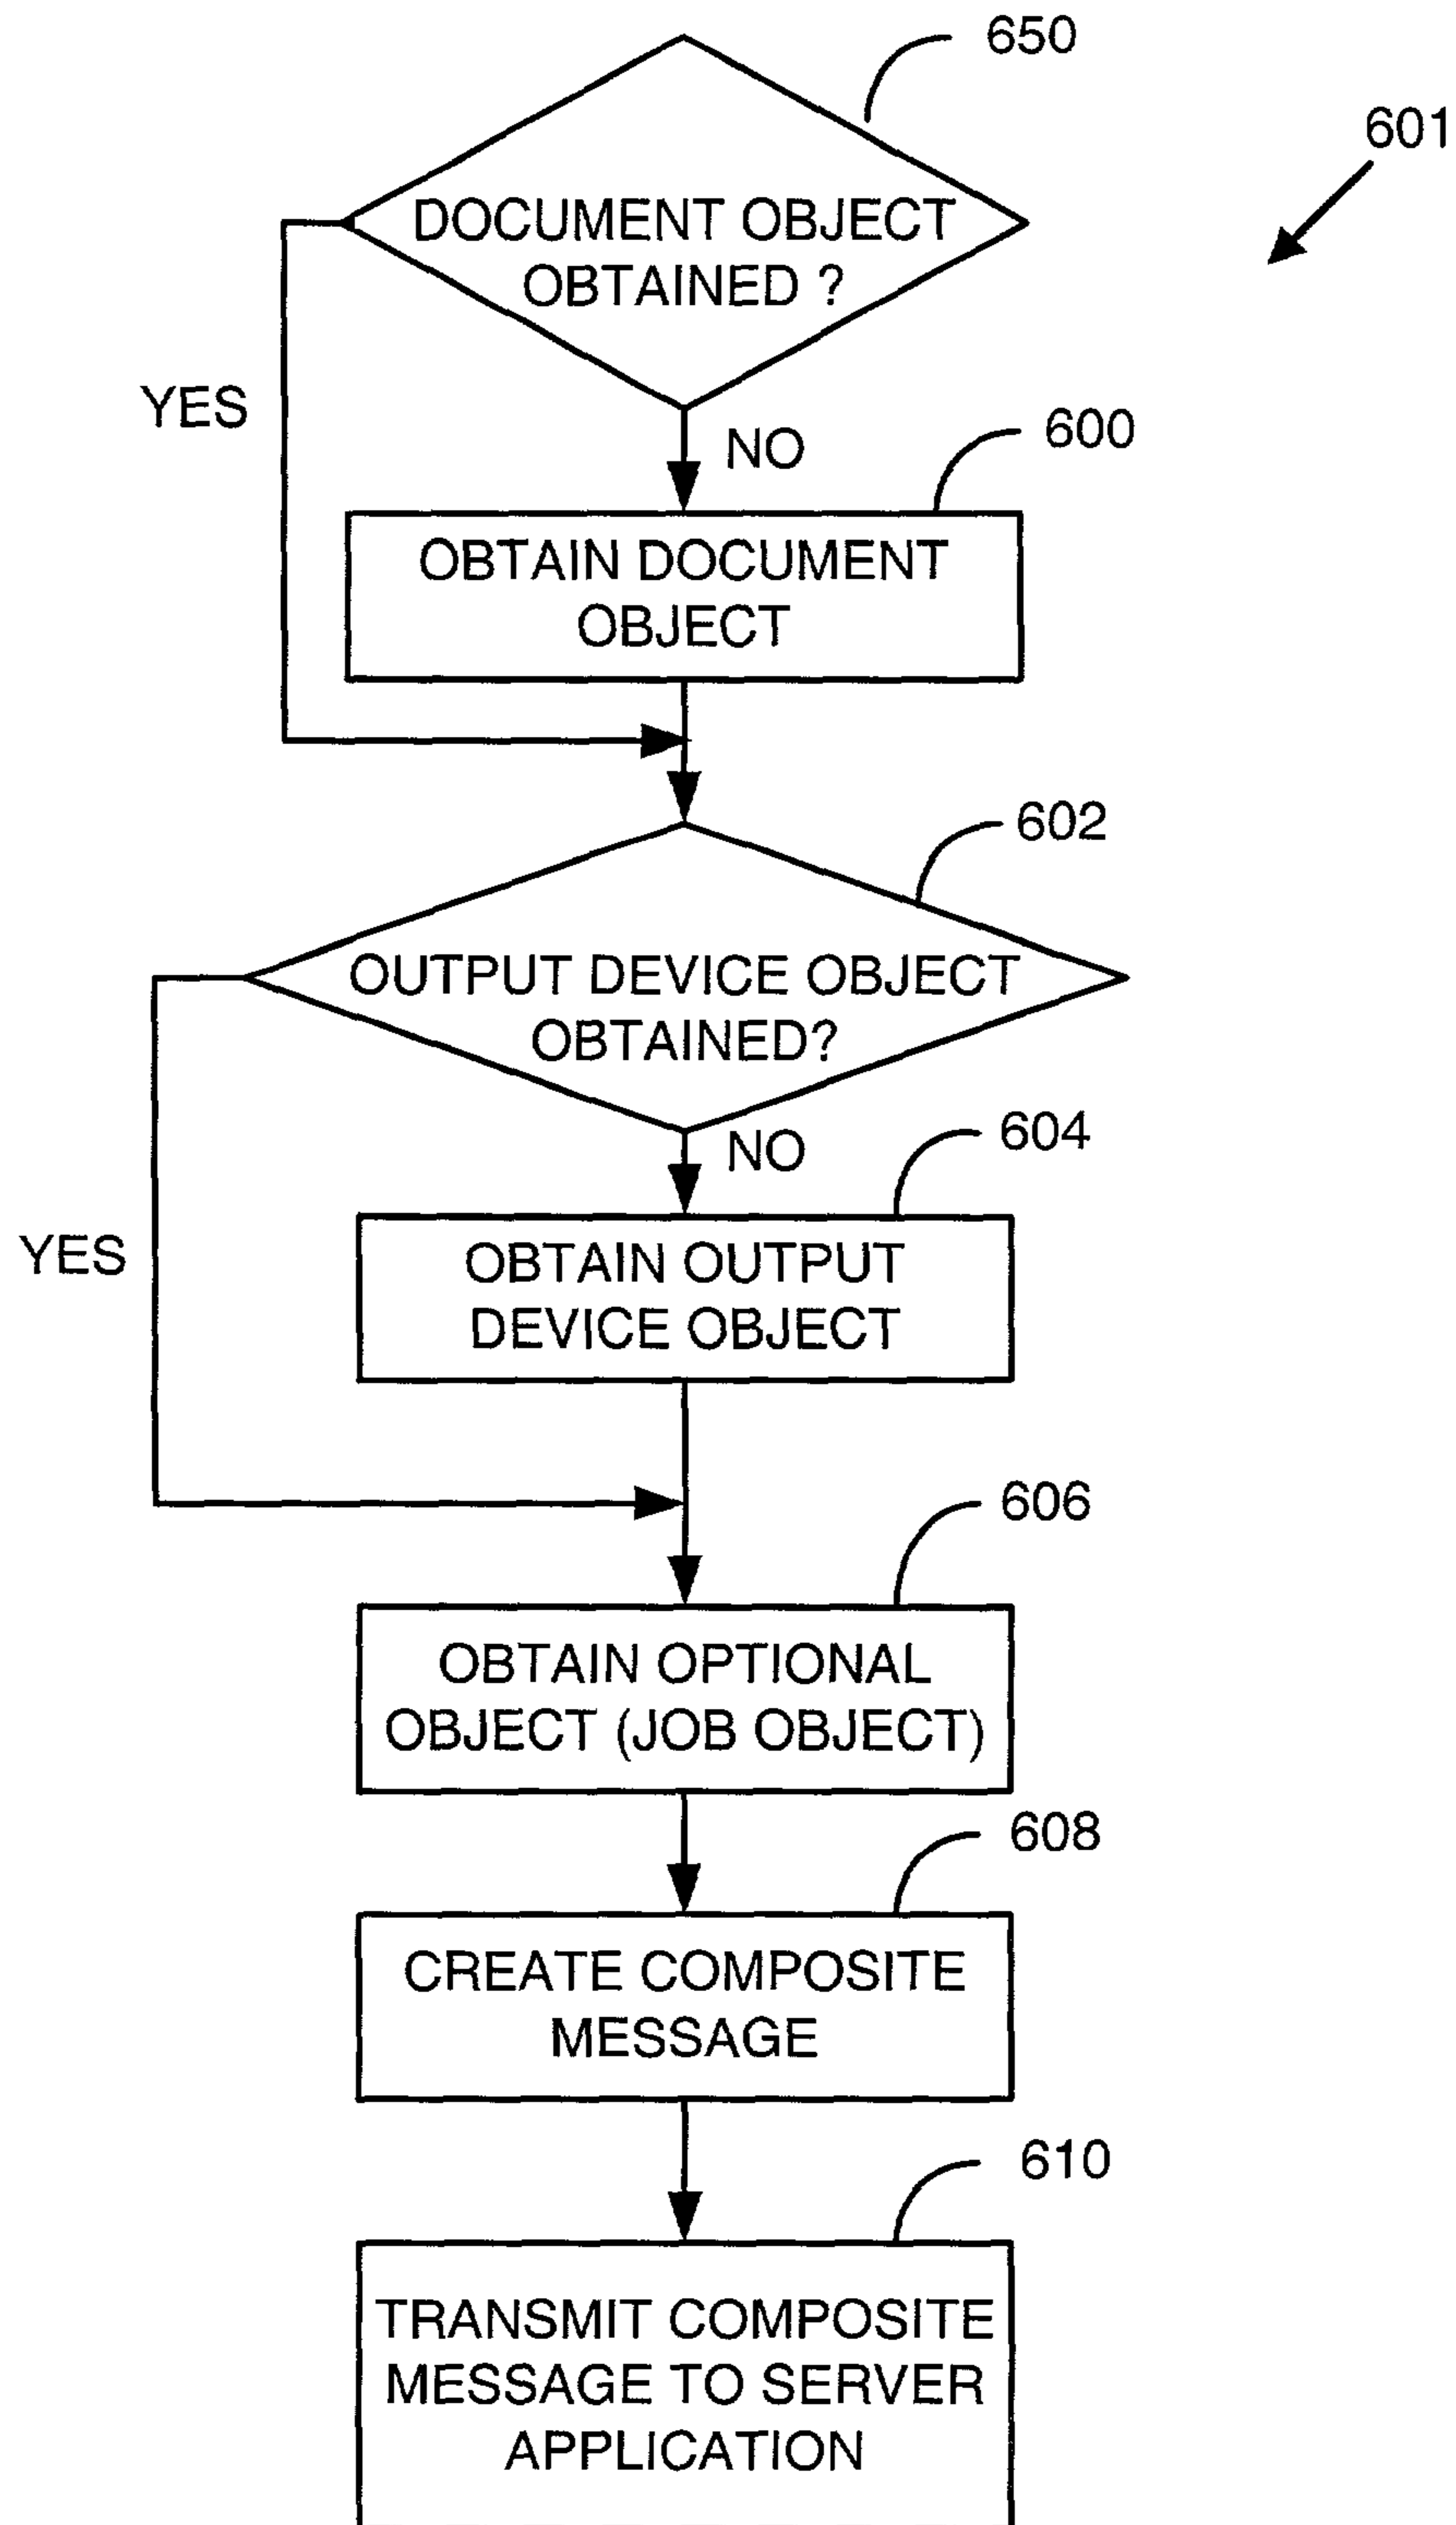 650
601
DOCUMENT OBJECT
OBTAINED ?
YES
NO
600
OBTAIN DOCUMENT
OBJECT
602
OUTPUT DEVICE OBJECT
OBTAINED?
NO
604
YES
OBTAIN OUTPUT
DEVICE OBJECT
606
OBTAIN OPTIONAL
OBJECT (JOB OBJECT)
608
CREATE COMPOSITE
MESSAGE
610
TRANSMIT COMPOSITE
MESSAGE TO SERVER
APPLICATION